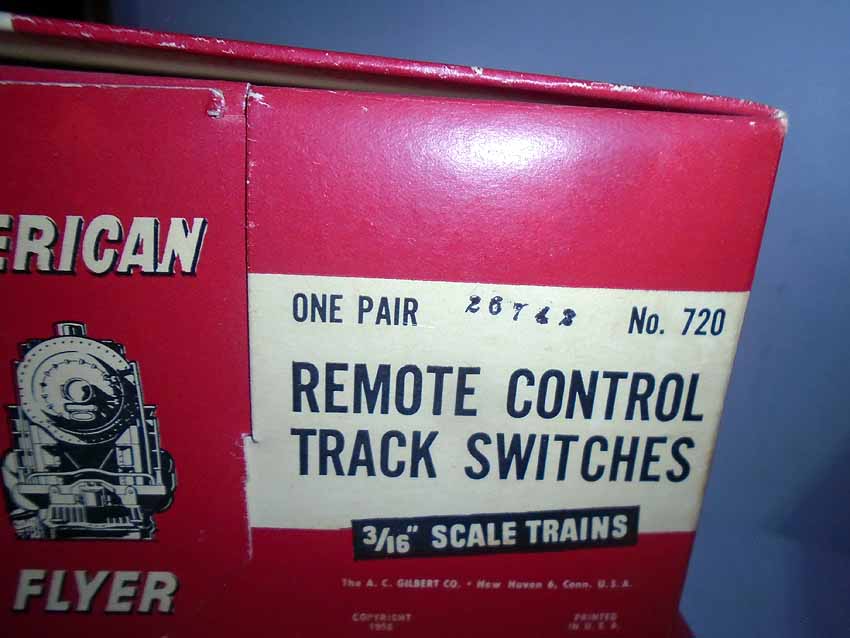 ERICAN
FLYER
ONE PAIR 26742 No. 720
REMOTE CONTROL
TRACK SWITCHES
3/16" SCALE TRAINS
The A. C. GILBERT CO. • New Haven 6, Conn. U.S.A.
COPYRIGHT
PRINTED
IN U.S.A.